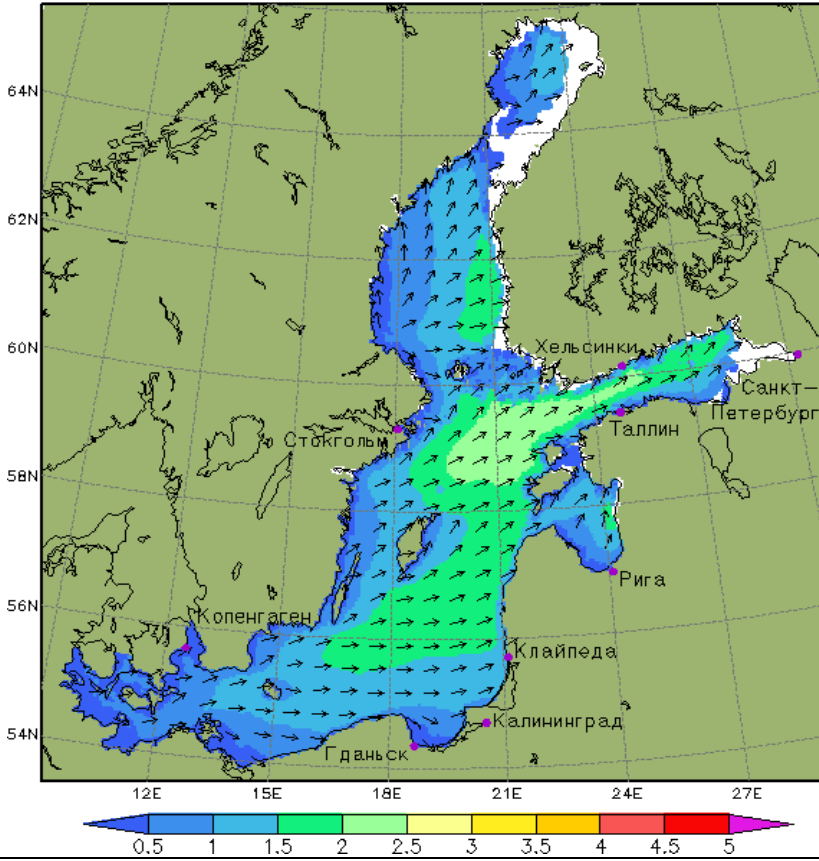 64N
62N
60N
58N
56N
54N
Хельсинки
Санкт-
Петербург
Таллин
Стокгольм
Рига
Копенгаген
Клайпеда
Калининград
Гданьск
12E 15E 18E 21E 24E 27E
0.5 1 1.5 2 2.5 3 3.5 4 4.5 5